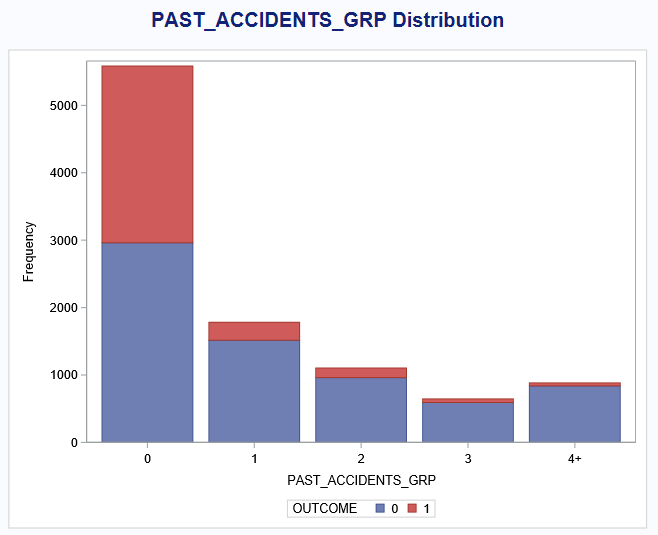 PAST_ACCIDENTS_GRP Distribution
5000
4000
3000
2000
1000
0
Frequency
0 1 2 3 4+
PAST_ACCIDENTS_GRP
OUTCOME 0 1